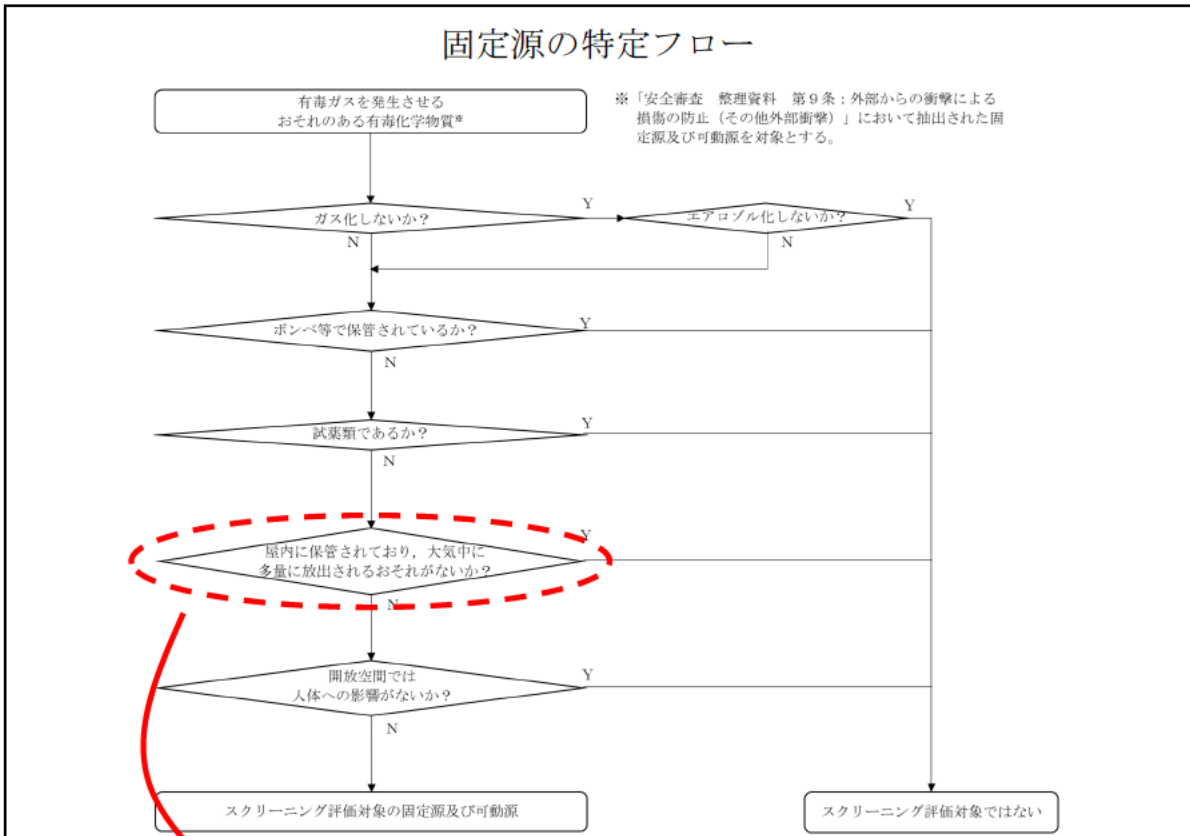 固定源の特定フロー
有毒ガスを発生させる
おそれのある有毒化学物質※
※「安全審査 整理資料 第9条：外部からの衝撃による
損傷の防止（その他外部衝撃）」において抽出された固
定源及び可動源を対象とする。
ガス化しないか？
Y
エアロゾル化しないか？
Y
N
N
ボンベ等で保管されているか？
Y
N
試薬類であるか？
Y
N
屋内に保管されており，大気中に
多量に放出されるおそれがないか？
Y
N
開放空間では
人体への影響がないか？
Y
N
スクリーニング評価対象の固定源及び可動源
スクリーニング評価対象ではない